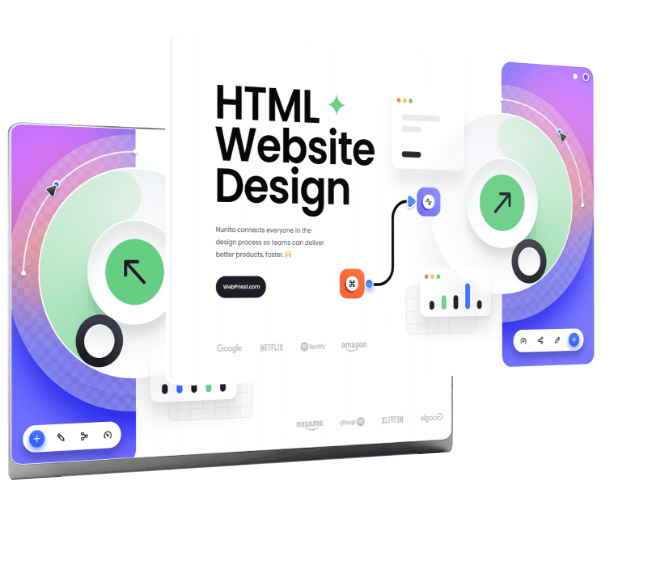 HTML
Website
Design
Nunito connects everyone in the
design process so teams can deliver
better products, faster. 🙌
WebPriest.com
Google NETFLIX Spotify amazon
amazon Spotify NETFLIX Google